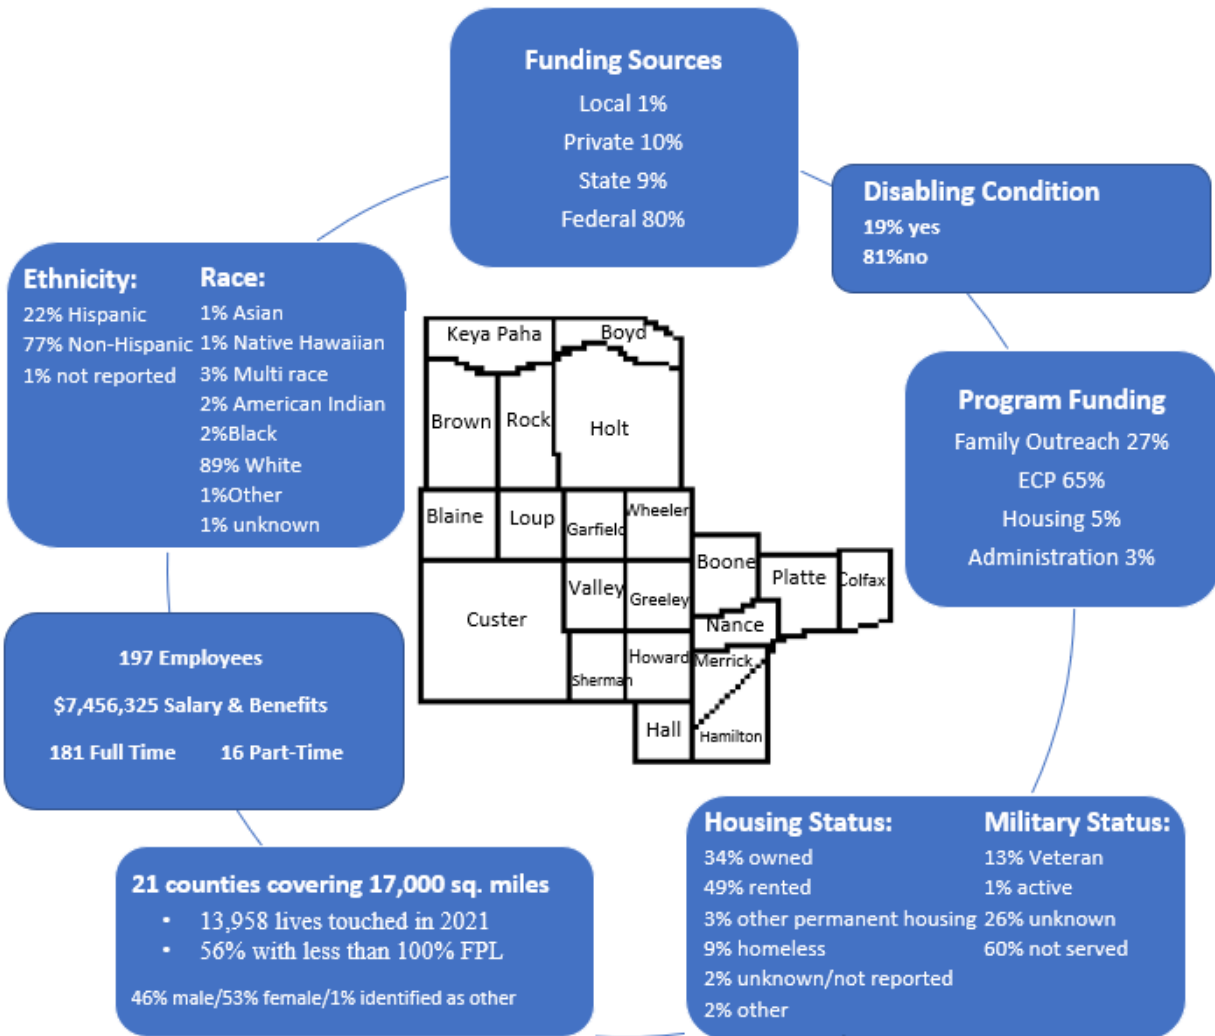 Funding Sources
Local 1%
Private 10%
State 9%
Federal 80%
Disabling Condition
19% yes
81%no
Ethnicity:
22% Hispanic
77% Non-Hispanic
1% not reported
Race:
1% Asian
1% Native Hawaiian
3% Multi race
2% American Indian
2%Black
89% White
1%Other
1% unknown
Program Funding
Family Outreach 27%
ECP 65%
Housing 5%
Administration 3%
Keya Paha
Boyd
Brown
Rock
Holt
Blaine
Loup
Garfield
Wheeler
Boone
Platte
Colfax
Custer
Valley
Greeley
Nance
Sherman
Howard
Merrick
Hall
Hamilton
197 Employees
$7,456,325 Salary & Benefits
181 Full Time 16 Part-Time
21 counties covering 17,000 sq. miles
• 13,958 lives touched in 2021
• 56% with less than 100% FPL
46% male/53% female/1% identified as other
Housing Status:
34% owned
49% rented
3% other permanent housing
9% homeless
2% unknown/not reported
2% other
Military Status:
13% Veteran
1% active
26% unknown
60% not served